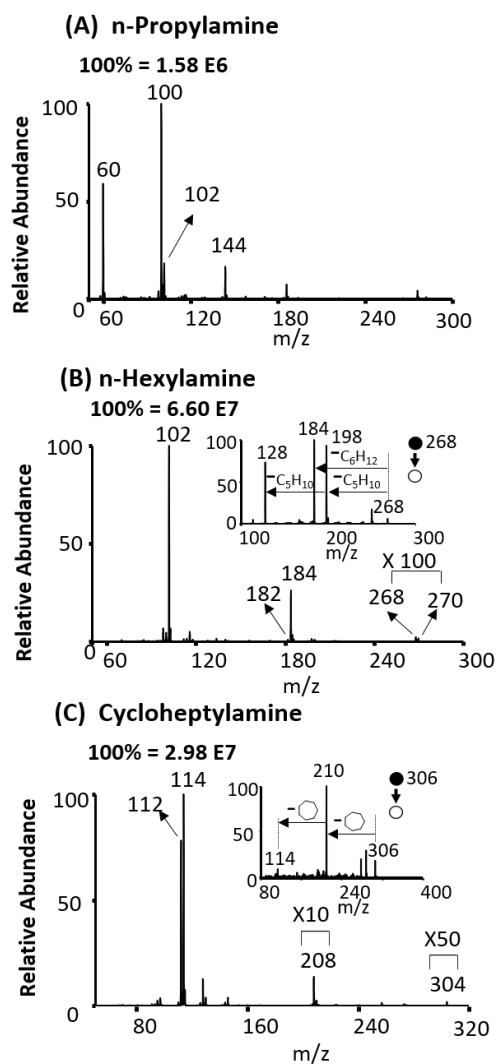 (A) n-Propylamine
100% = 1.58 E6
Relative Abundance
100
50
0
100
60
102
144
60
120
180
240
300
m/z
(B) n-Hexylamine
100% = 6.60 E7
Relative Abundance
100
50
0
102
182
184
X 100
268
270
60
120
180
240
300
m/z
100
50
0
128
184
198
268
−C6H12
−C5H10
−C5H10
268
100
200
300
m/z
(C) Cycloheptylamine
100% = 2.98 E7
Relative Abundance
100
50
0
112
114
X10
208
X50
304
80
160
240
320
m/z
100
50
0
210
306
−
−
114
306
80
240
400
m/z